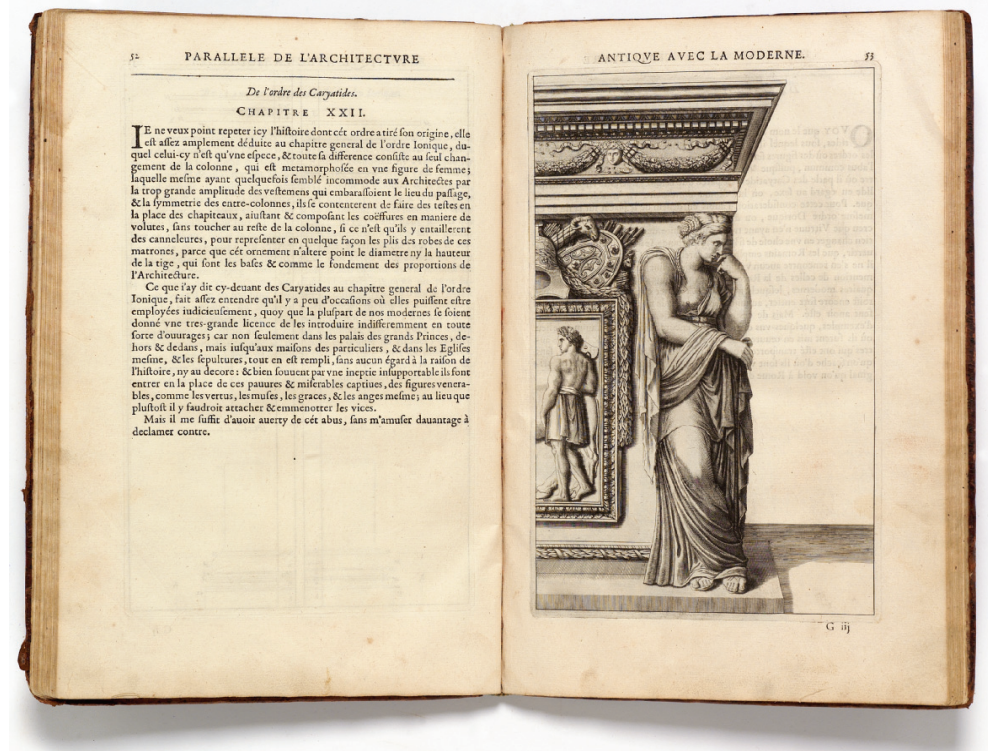 52
PARALLELE DE L'ARCHITECTVRE
De l'ordre des Caryatides.
CHAPITRE XXII.
IE ne veux point repeter icy l'histoire dont cét ordre a tiré son origine, elle
est assez amplement déduite au chapitre general de l'ordre Ionique, du-
quel celui-cy n'est qu'vne espece, & toute sa difference consiste au seul chan-
gement de la colonne, qui est metamorphosée en vne figure de femme;
laquelle mesme ayant quelquefois semblé incommode aux Architectes par
la trop grande amplitude des vestemens qui embarassoient le lieu du passage,
& la symmetrie des entre-colonnes, ils se contenterent de faire des testes en
la place des chapiteaux, aiustant & composant les coëffures en maniere de
volutes, sans toucher au reste de la colonne, si ce n'est qu'ils y entaillerent
des canneleures, pour representer en quelque façon les plis des robes de ces
matrones, parce que cét ornement n'altere point le diametre ny la hauteur
de la tige, qui sont les bases & comme le fondement des proportions de
l'Architecture.
Ce que i'ay dit cy-deuant des Caryatides au chapitre general de l'ordre
Ionique, fait assez entendre qu'il y a peu d'occasions où elles puissent estre
employées iudicieusement, quoy que la pluspart de nos modernes se soient
donné vne tres-grande licence de les introduire indifferemment en toute
sorte d'ouurages; car non seulement dans les palais des grands Princes, de-
hors & dedans, mais iusqu'aux maisons des particuliers, & dans les Eglises
mesme, & les sepultures, tout en est rempli, sans aucun égard à la raison de
l'histoire, ny au decore: & bien souuent par vne ineptie insupportable ils font
entrer en la place de ces pauures & miserables captiues, des figures venera-
bles, comme les vertus, les muses, les graces, & les anges mesme; au lieu que
plustost il y faudroit attacher & emmenotter les vices.
Mais il me suffit d'auoir auerty de cét abus, sans m'amuser dauantage à
declamer contre.
ANTIQVE AVEC LA MODERNE.
53
G iij